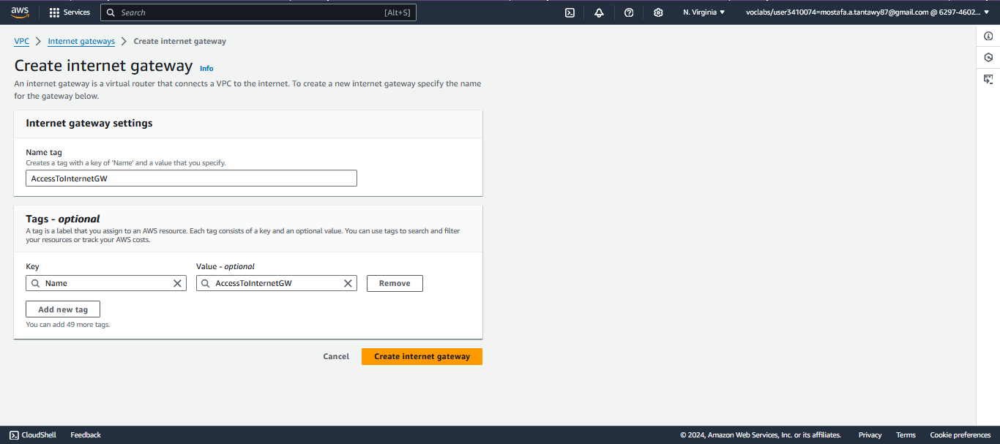 aws
Services
Search
[Alt+S]
N. Virginia
voclabs/user3410074=mostafa.a.tantawy87@gmail.com @ 6297-4602...
VPC
Internet gateways
Create internet gateway
Create internet gateway
Info
An internet gateway is a virtual router that connects a VPC to the internet. To create a new internet gateway specify the name
for the gateway below.
Internet gateway settings
Name tag
Creates a tag with a key of 'Name' and a value that you specify.
AccessToInternetGW
Tags - optional
A tag is a label that you assign to an AWS resource. Each tag consists of a key and an optional value. You can use tags to search and filter
your resources or track your AWS costs.
Key
Value - optional
Name
AccessToInternetGW
Remove
Add new tag
You can add 49 more tags.
Cancel
Create internet gateway
CloudShell
Feedback
© 2024, Amazon Web Services, Inc. or its affiliates.
Privacy
Terms
Cookie preferences